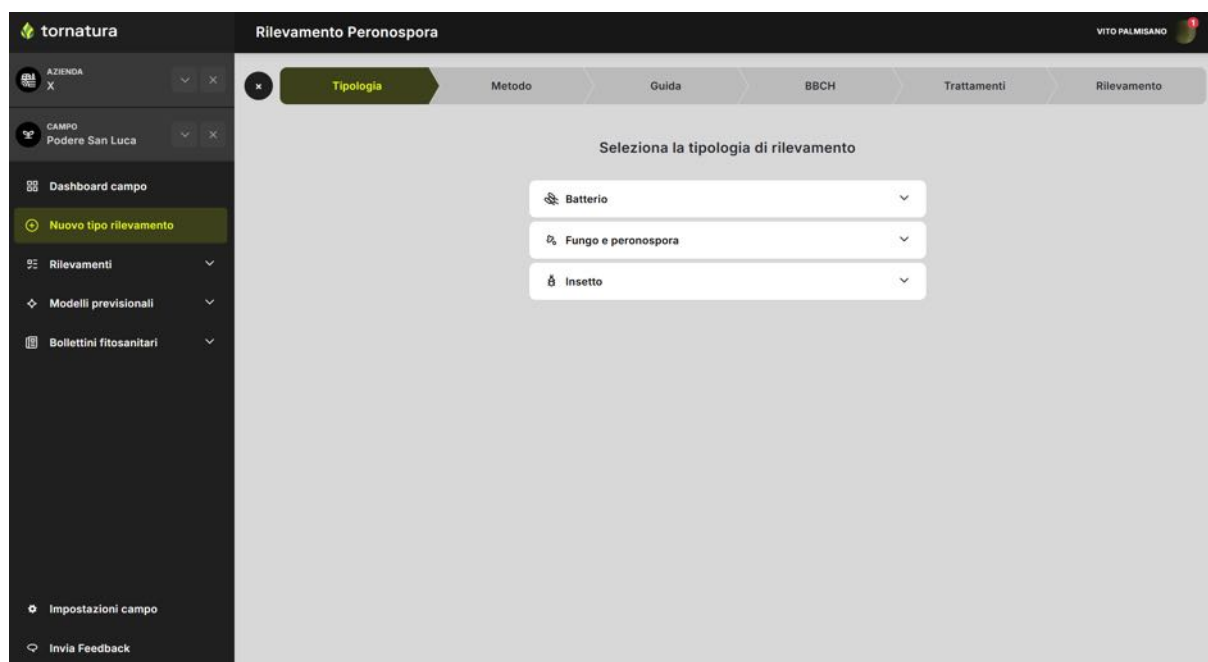 tornatura
Rilevamento Peronospora
VITO PALMISANO
1
AZIENDA
X
CAMPO
Podere San Luca
Dashboard campo
Nuovo tipo rilevamento
Rilevamenti
Modelli previsionali
Bollettini fitosanitari
Impostazioni campo
Invia Feedback
Tipologia
Metodo
Guida
BBCH
Trattamenti
Rilevamento
Seleziona la tipologia di rilevamento
Batterio
Fungo e peronospora
Insetto